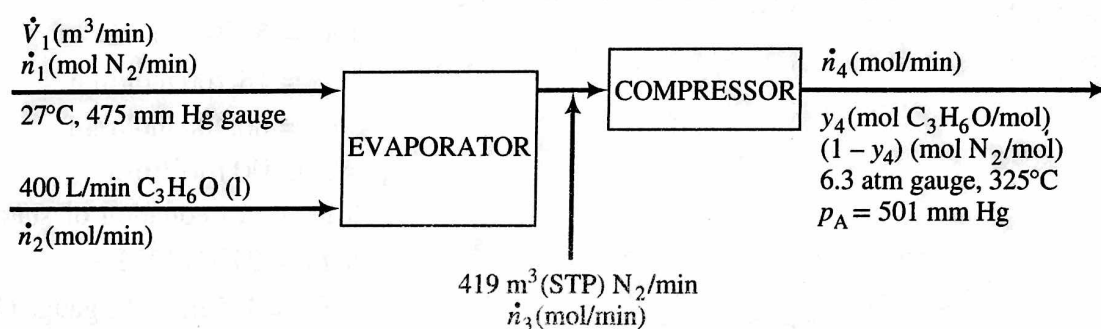 V̇₁(m³/min)
ṅ₁(mol N₂/min)
27°C, 475 mm Hg gauge
400 L/min C₃H₆O (l)
ṅ₂(mol/min)
EVAPORATOR
419 m³(STP) N₂/min
ṅ₃(mol/min)
COMPRESSOR
ṅ₄(mol/min)
y₄(mol C₃H₆O/mol)
(1 − y₄) (mol N₂/mol)
6.3 atm gauge, 325°C
p_A = 501 mm Hg